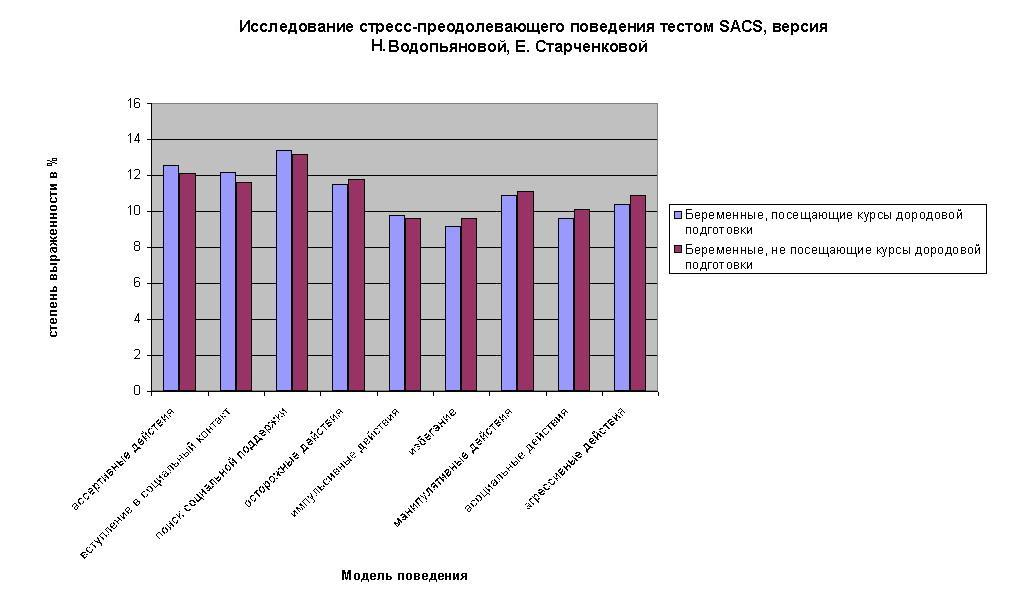 Исследование стресс-преодолевающего поведения тестом SACS, версия
Н.Водопьяновой, Е. Старченковой
степень выраженности в %
16
14
12
10
8
6
4
2
0
ассертивные действия
вступление в социальный контакт
поиск социальной поддержки
осторожные действия
импульсивные действия
избегание
манипулятивные действия
асоциальные действия
агрессивные действия
Модель поведения
Беременные, посещающие курсы дородовой
подготовки
Беременные, не посещающие курсы дородовой
подготовки